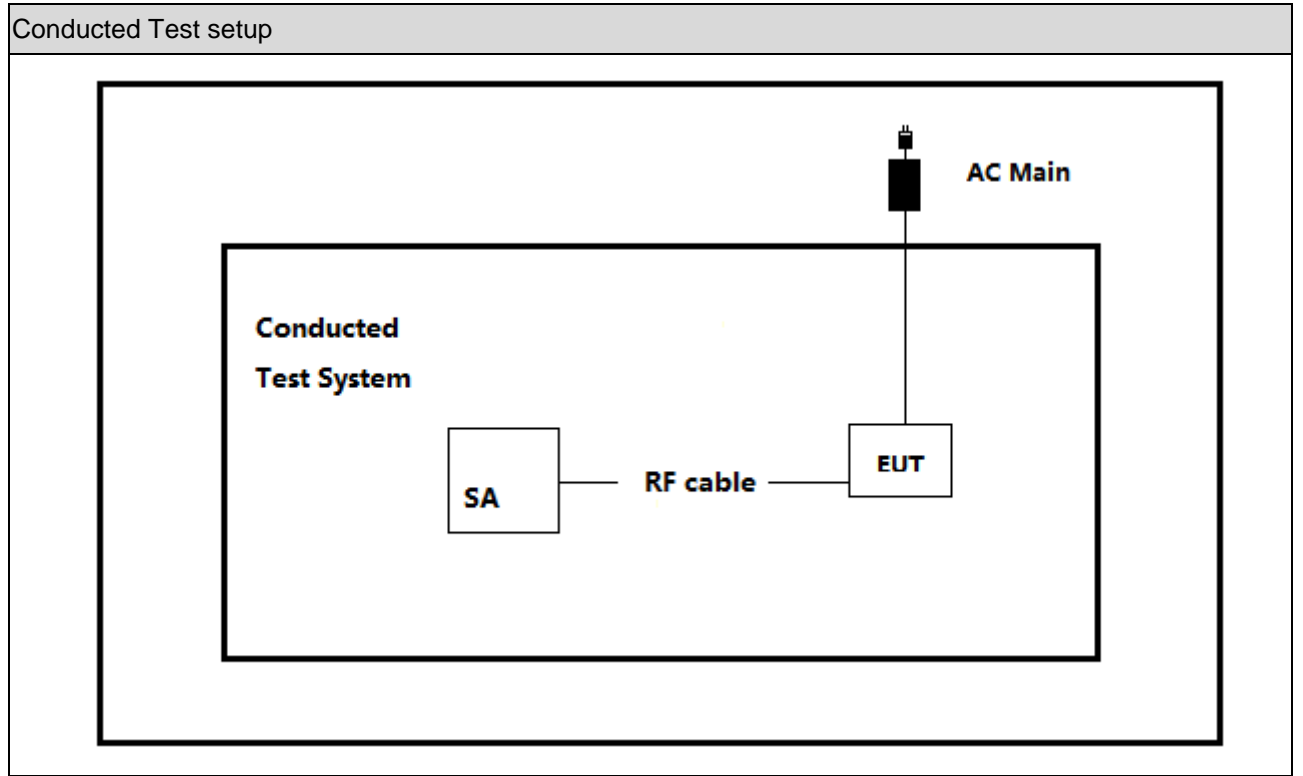 Conducted Test setup
AC Main
Conducted
Test System
SA
RF cable
EUT